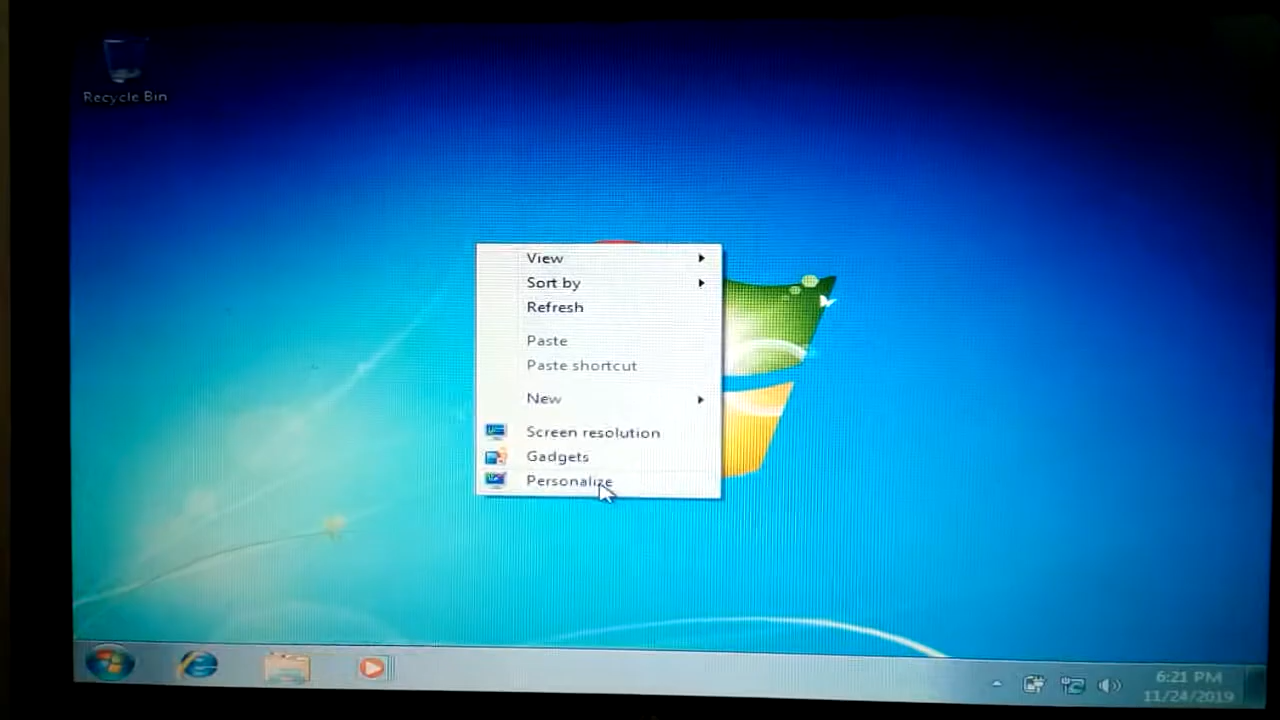 Recycle Bin
View
Sort by
Refresh
Paste
Paste shortcut
New
Screen resolution
Gadgets
Personalize
6:21 PM
11/24/2019